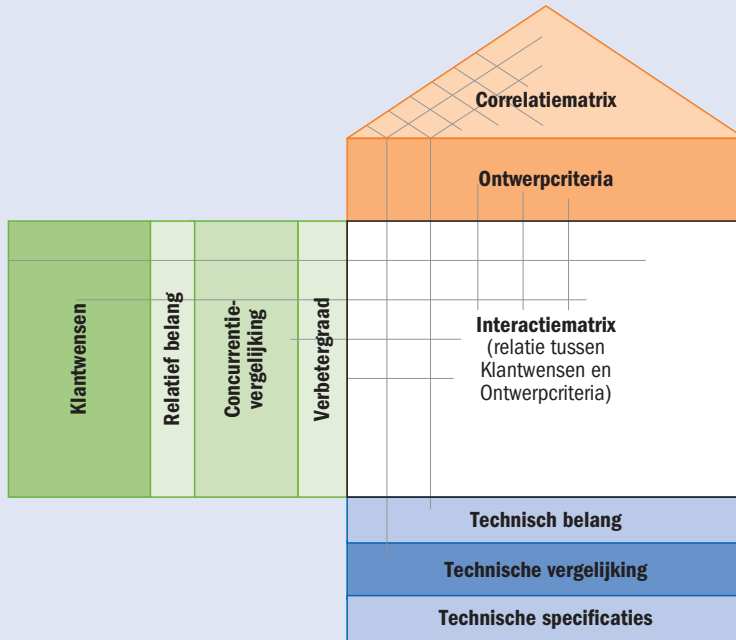 Correlatiematrix
Ontwerpcriteria
Klantwensen
Relatief belang
Concurrentie-
vergelijking
Verbetergraad
Interactiematrix
(relatie tussen
Klantwensen en
Ontwerpcriteria)
Technisch belang
Technische vergelijking
Technische specificaties